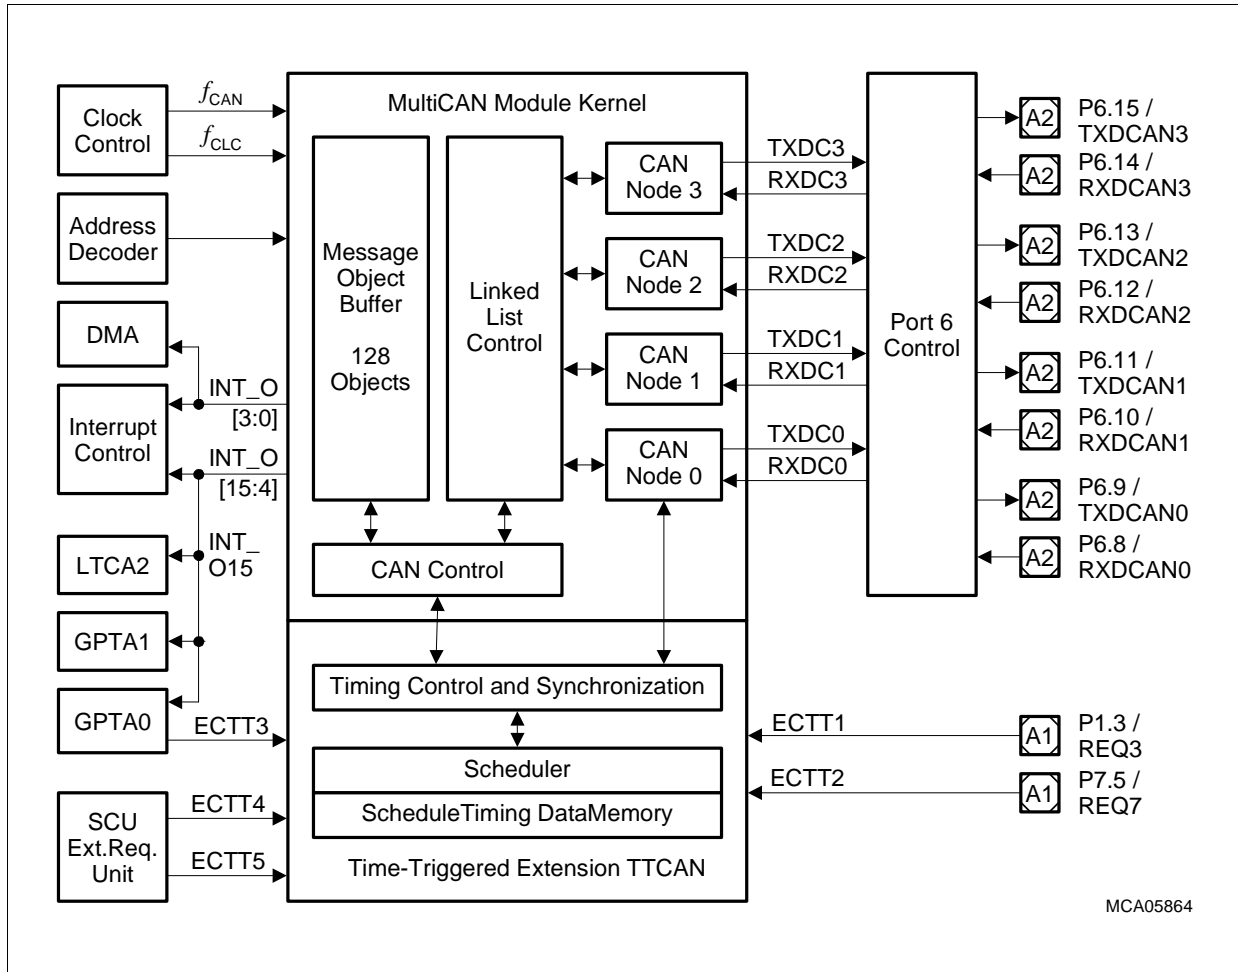 Clock
Control
fCAN
fCLC
Address
Decoder
DMA
Interrupt
Control
INT_O
[3:0]
INT_O
[15:4]
INT_
O15
LTCA2
GPTA1
GPTA0
ECTT3
SCU
Ext.Req.
Unit
ECTT4
ECTT5
MultiCAN Module Kernel
Message
Object
Buffer
128
Objects
Linked
List
Control
CAN
Node 3
CAN
Node 2
CAN
Node 1
CAN
Node 0
CAN Control
Timing Control and Synchronization
Scheduler
ScheduleTiming DataMemory
Time-Triggered Extension TTCAN
TXDC3
RXDC3
TXDC2
RXDC2
TXDC1
RXDC1
TXDC0
RXDC0
Port 6
Control
A2
P6.15 /
TXDCAN3
A2
P6.14 /
RXDCAN3
A2
P6.13 /
TXDCAN2
A2
P6.12 /
RXDCAN2
A2
P6.11 /
TXDCAN1
A2
P6.10 /
RXDCAN1
A2
P6.9 /
TXDCAN0
A2
P6.8 /
RXDCAN0
ECTT1
A1
P1.3 /
REQ3
ECTT2
A1
P7.5 /
REQ7
MCA05864